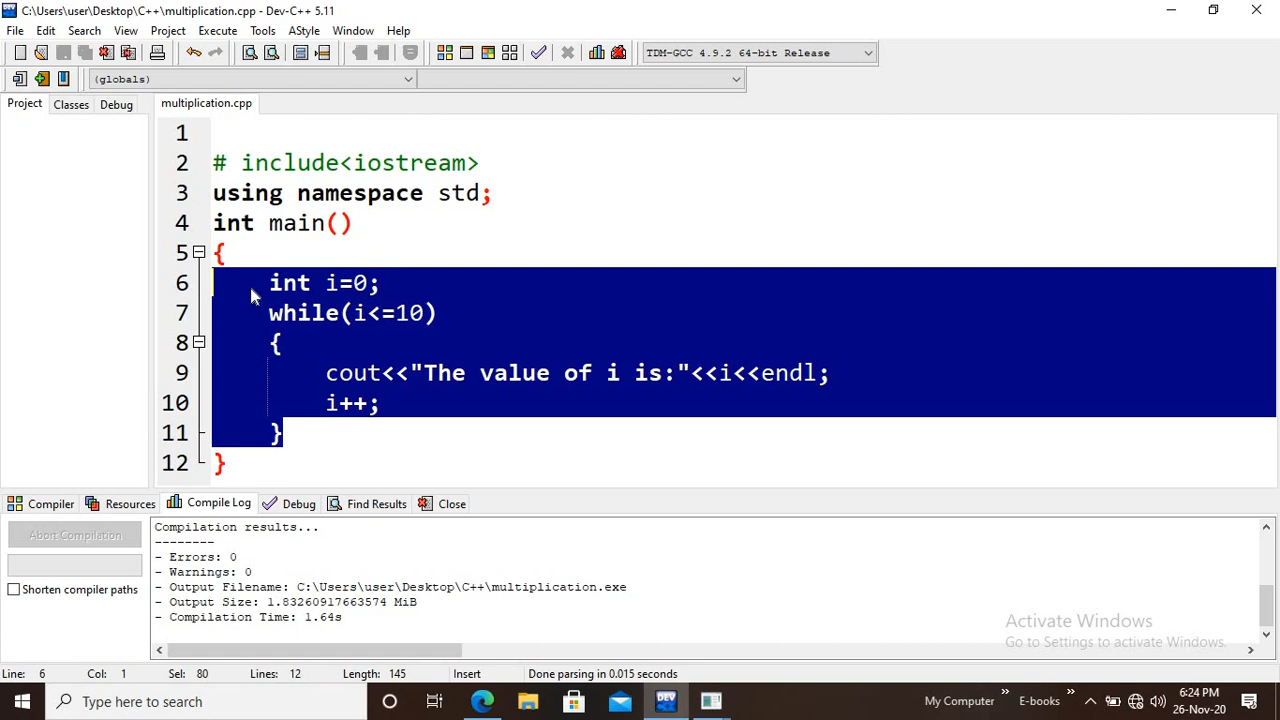 C:\Users\user\Desktop\C++\multiplication.cpp - Dev-C++ 5.11
File Edit Search View Project Execute Tools AStyle Window Help
TDM-GCC 4.9.2 64-bit Release
(globals)
Project Classes Debug multiplication.cpp
1
2 # include<iostream>
3 using namespace std;
4 int main()
5 {
6 int i=0;
7 while(i<=10)
8 {
9 cout<<"The value of i is:"<<i<<endl;
10 i++;
11 }
12 }
Compiler Resources Compile Log Debug Find Results Close
Abort Compilation
Shorten compiler paths
Compilation results...
--------
- Errors: 0
- Warnings: 0
- Output Filename: C:\Users\user\Desktop\C++\multiplication.exe
- Output Size: 1.83260917663574 MiB
- Compilation Time: 1.64s
Activate Windows
Go to Settings to activate Windows.
Line: 6 Col: 1 Sel: 80 Lines: 12 Length: 145 Insert Done parsing in 0.015 seconds
Type here to search
DEV
My Computer » E-books »
6:24 PM
26-Nov-20